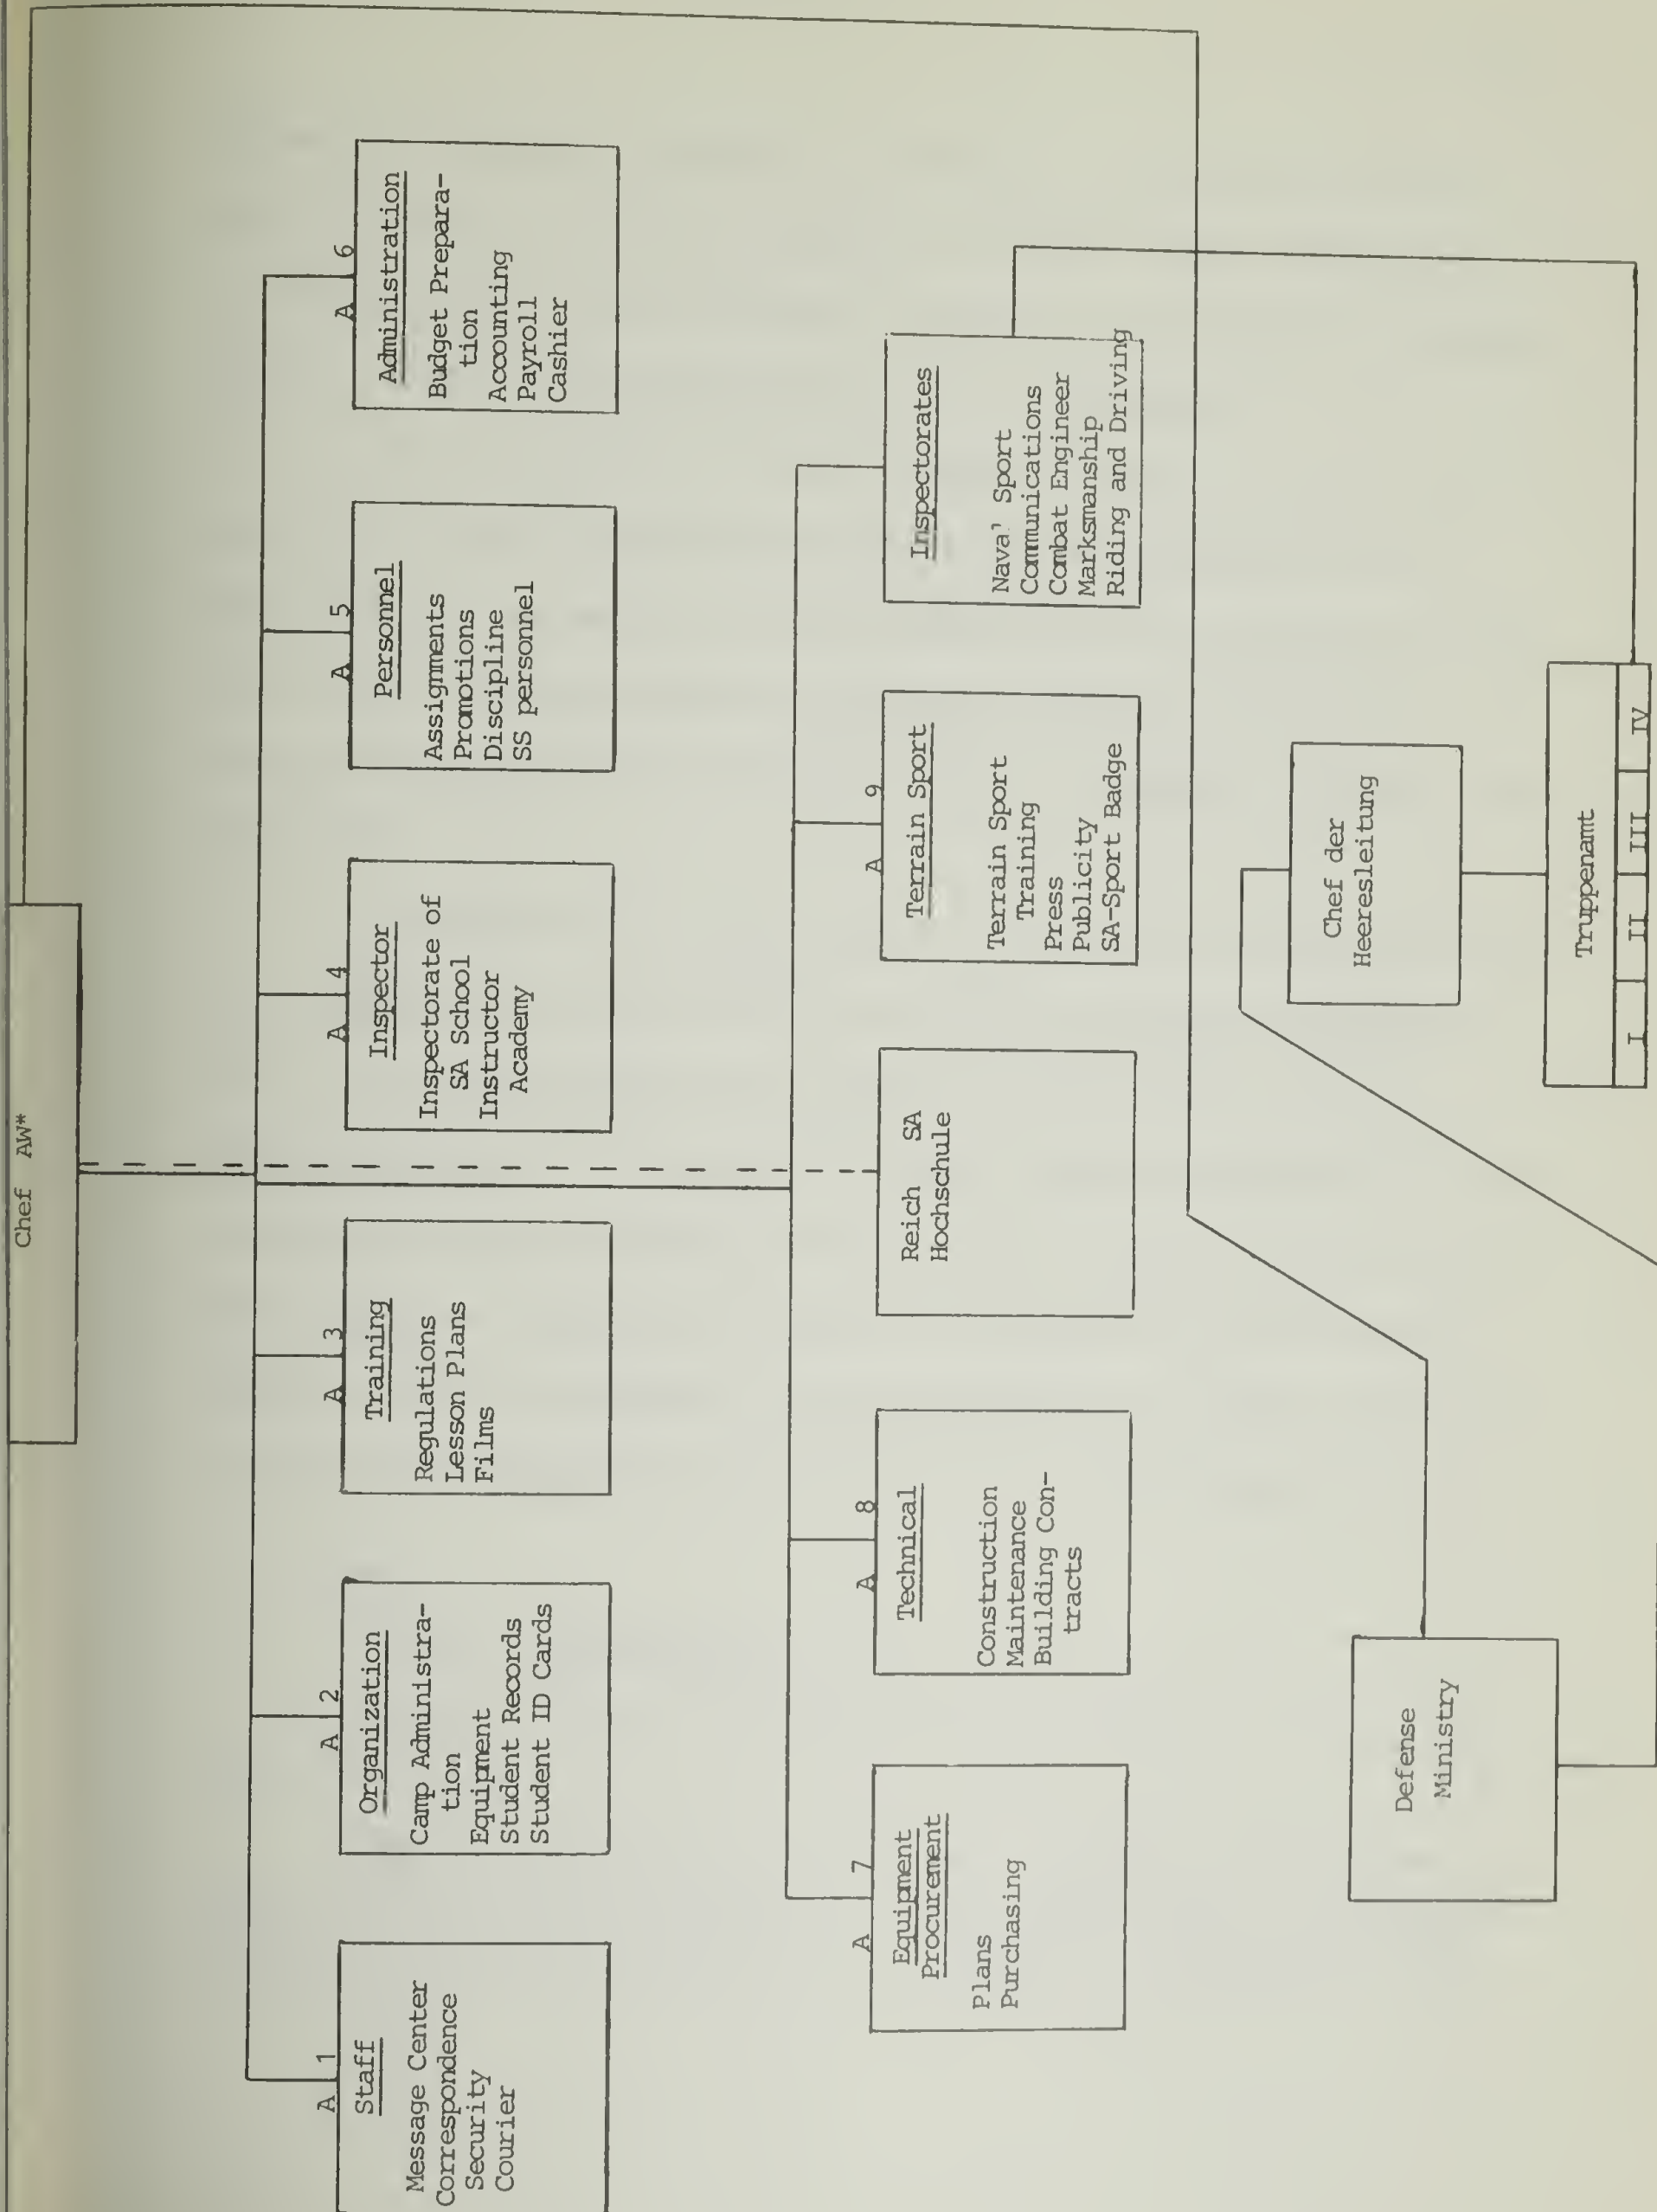 Chef AW*
A 1
Staff
Message Center
Correspondence
Security
Courier
A 2
Organization
Camp Administra-
tion
Equipment
Student Records
Student ID Cards
A 3
Training
Regulations
Lesson Plans
Films
A 4
Inspector
Inspectorate of
SA School
Instructor
Academy
A 5
Personnel
Assignments
Promotions
Discipline
SS personnel
A 6
Administration
Budget Prepara-
tion
Accounting
Payroll
Cashier
A 7
Equipment
Procurement
Plans
Purchasing
A 8
Technical
Construction
Maintenance
Building Con-
tracts
Reich SA
Hochschule
A 9
Terrain Sport
Terrain Sport
Training
Press
Publicity
SA-Sport Badge
Inspectorates
Naval Sport
Communications
Combat Engineer
Marksmanship
Riding and Driving
Defense
Ministry
Chef der
Heeresleitung
Truppenamt
I II III IV